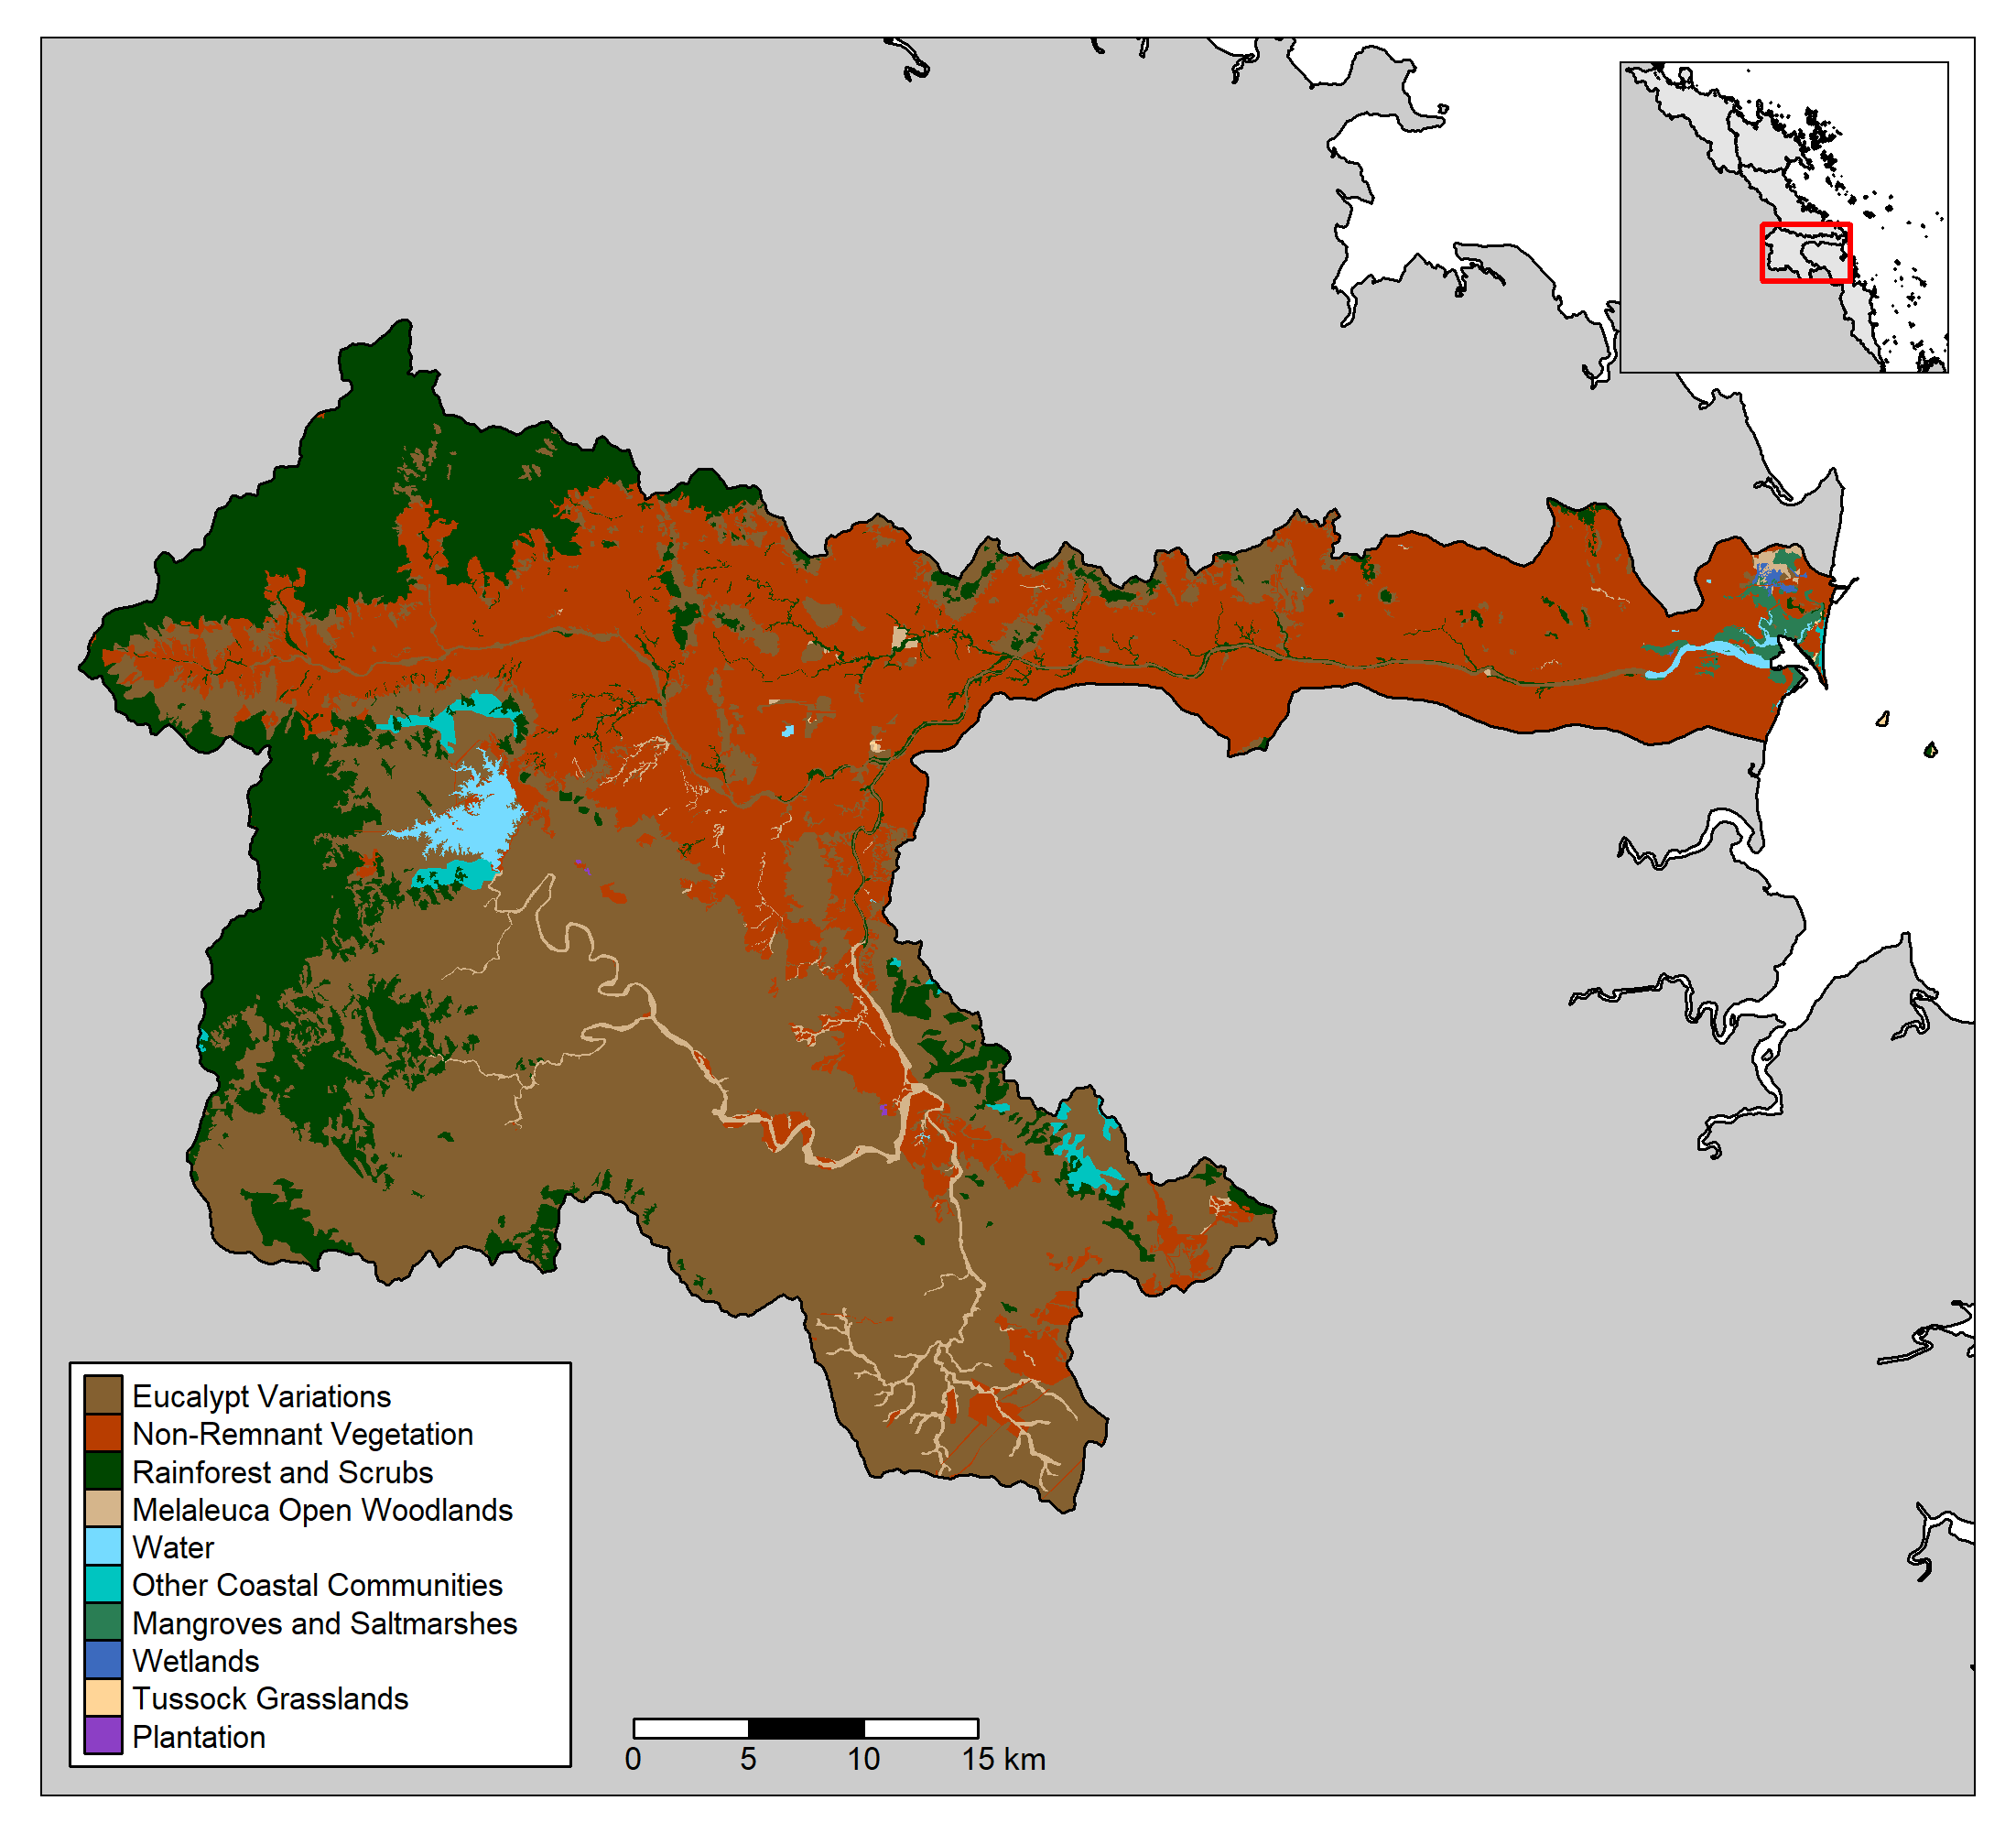 Eucalypt Variations
Non-Remnant Vegetation
Rainforest and Scrubs
Melaleuca Open Woodlands
Water
Other Coastal Communities
Mangroves and Saltmarshes
Wetlands
Tussock Grasslands
Plantation
0 5 10 15 km